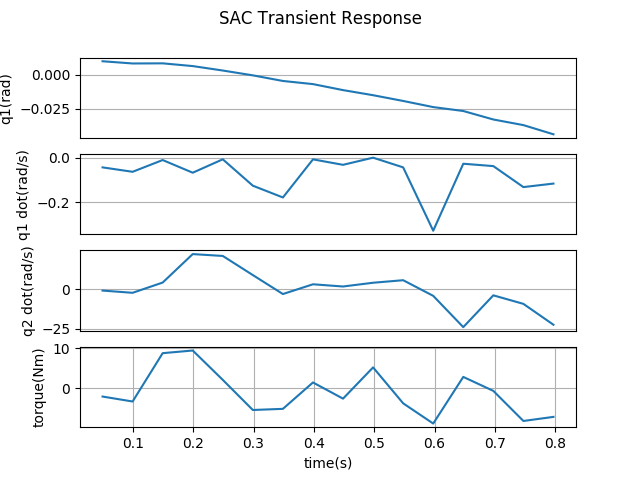 SAC Transient Response
q1(rad)
0.000
−0.025
q1 dot(rad/s)
0.0
−0.2
q2 dot(rad/s)
0
−25
torque(Nm)
10
0
0.1 0.2 0.3 0.4 0.5 0.6 0.7 0.8
time(s)